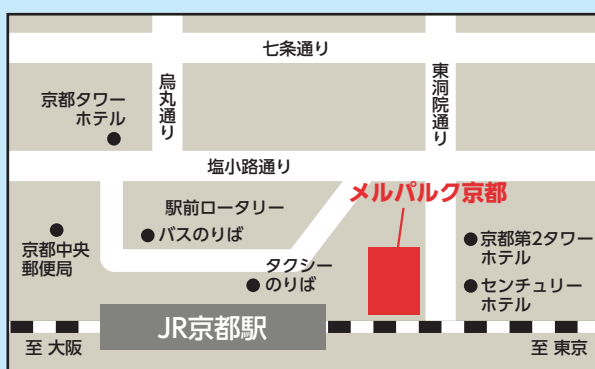 七条通り
烏丸通り
東洞院通り
京都タワー
ホテル
塩小路通り
メルパルク京都
駅前ロータリー
バスのりば
京都中央
郵便局
タクシー
のりば
京都第2タワー
ホテル
センチュリー
ホテル
JR京都駅
至 大阪
至 東京